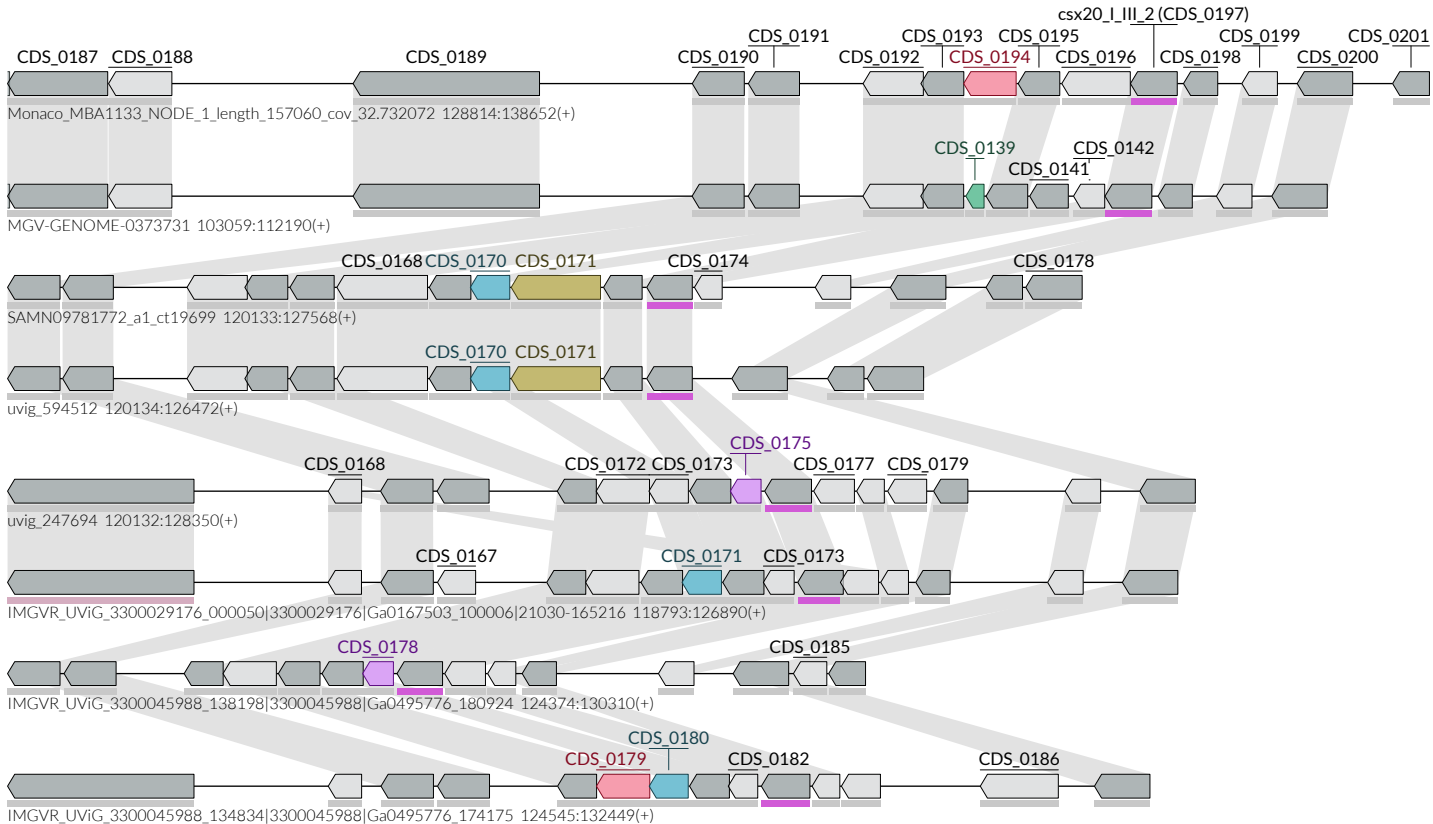 csx20_I_III_2 (CDS_0197)
CDS_0191 CDS_0193 CDS_0195 CDS_0199 CDS_0201
CDS_0187 CDS_0188 CDS_0189 CDS_0190 CDS_0192 CDS_0194 CDS_0196 CDS_0198 CDS_0200
Monaco_MBA1133_NODE_1_length_157060_cov_32.732072 128814:138652(+)
CDS_0139 CDS_0142
CDS_0141
MGV-GENOME-0373731 103059:112190(+)
CDS_0168 CDS_0170 CDS_0171 CDS_0174 CDS_0178
SAMN09781772_a1_ct19699 120133:127568(+)
CDS_0170 CDS_0171
uvig_594512 120134:126472(+)
CDS_0175
CDS_0168 CDS_0172 CDS_0173 CDS_0177 CDS_0179
uvig_247694 120132:128350(+)
CDS_0167 CDS_0171 CDS_0173
IMGVR_UViG_3300029176_000050|3300029176|Ga0167503_100006|21030-165216 118793:126890(+)
CDS_0178 CDS_0185
IMGVR_UViG_3300045988_138198|3300045988|Ga0495776_180924 124374:130310(+)
CDS_0180
CDS_0179 CDS_0182 CDS_0186
IMGVR_UViG_3300045988_134834|3300045988|Ga0495776_174175 124545:132449(+)